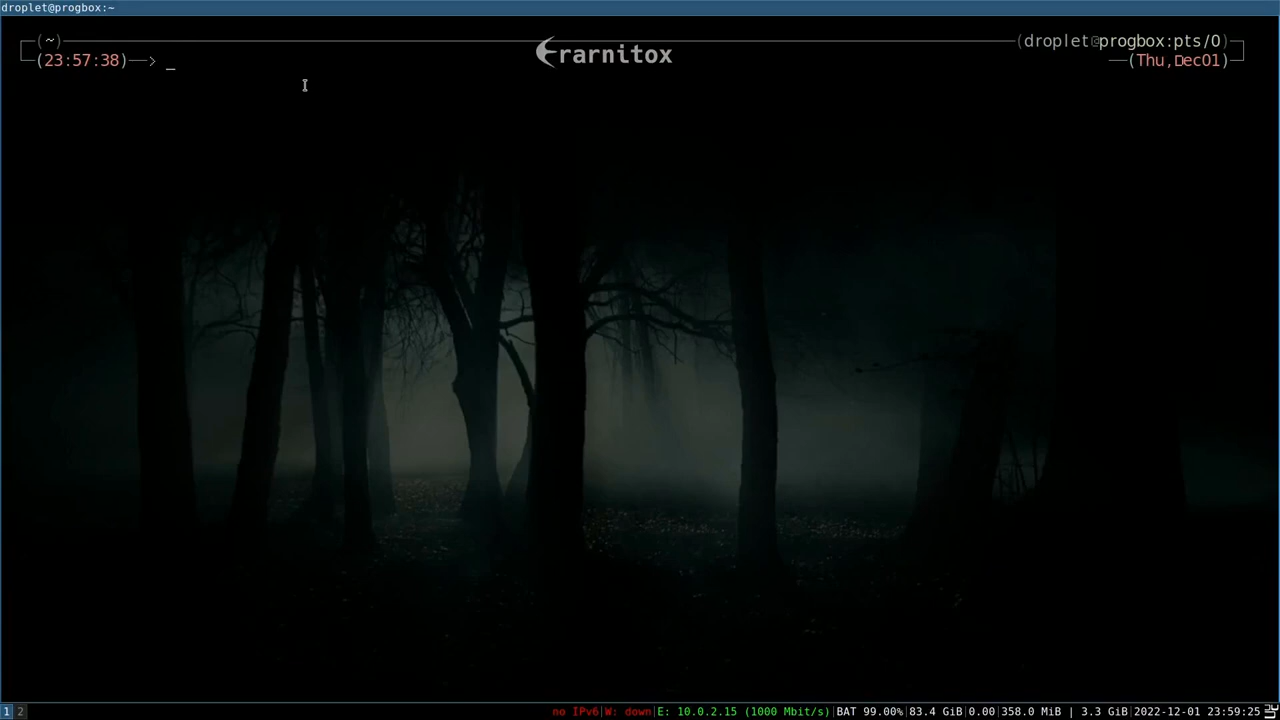 droplet@progbox:~
(~) (droplet@progbox:pts/0)
rarnitox
(23:57:38)—> _ —(Thu,Dec01)
1 2 no IPv6|W: down|E: 10.0.2.15 (1000 Mbit/s)|BAT 99.00%|83.4 GiB|0.00|358.0 MiB | 3.3 GiB|2022-12-01 23:59:25